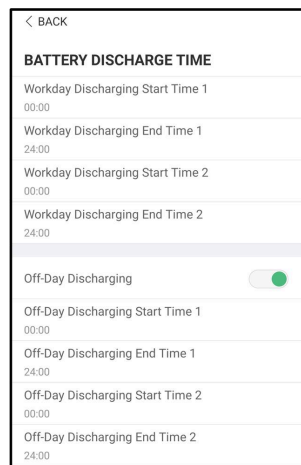 < BACK
BATTERY DISCHARGE TIME
Workday Discharging Start Time 1
00:00
Workday Discharging End Time 1
24:00
Workday Discharging Start Time 2
00:00
Workday Discharging End Time 2
24:00
Off-Day Discharging
Off-Day Discharging Start Time 1
00:00
Off-Day Discharging End Time 1
24:00
Off-Day Discharging Start Time 2
00:00
Off-Day Discharging End Time 2
24:00